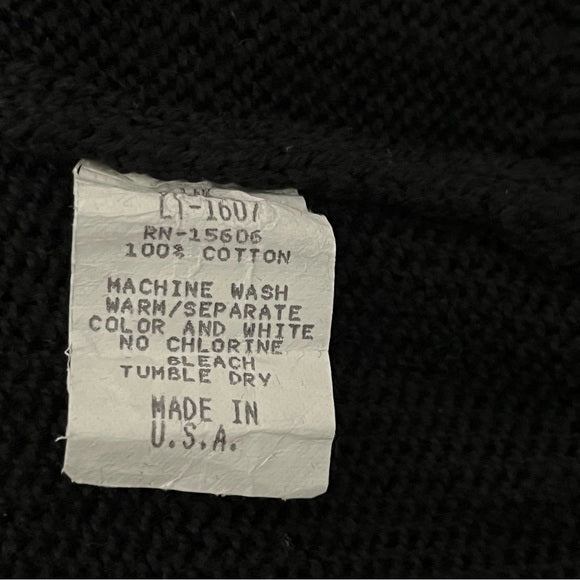 LT-1607
RN-15606
100% COTTON
MACHINE WASH
WARM/SEPARATE
COLOR AND WHITE
NO CHLORINE
BLEACH
TUMBLE DRY
MADE IN
U.S.A.